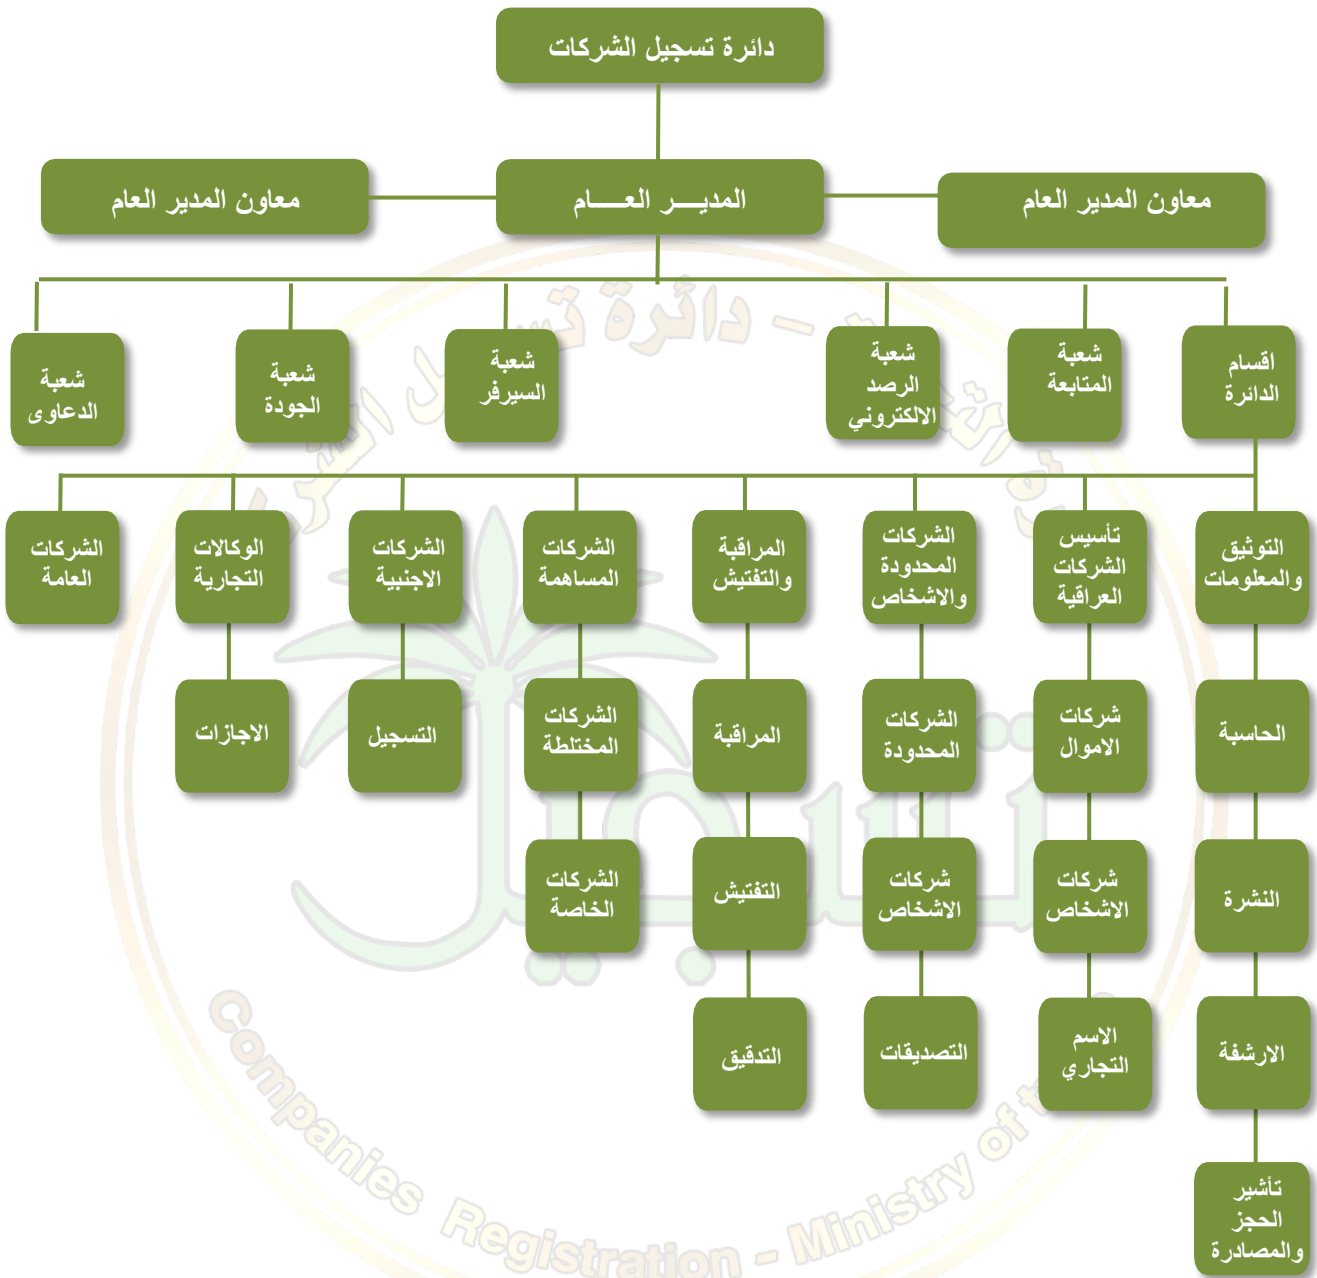 دائرة تسجيل الشركات
معاون المدير العام
المديـــر العـــــام
معاون المدير العام
اقسام
الدائرة
شعبة
المتابعة
شعبة
الرصد
الالكتروني
شعبة
السيرفر
شعبة
الجودة
شعبة
الدعاوى
التوثيق
والمعلومات
تأسيس
الشركات
العراقية
الشركات
المحدودة
والاشخاص
المراقبة
والتفتيش
الشركات
المساهمة
الشركات
الاجنبية
الوكالات
التجارية
الشركات
العامة
الحاسبة
شركات
الاموال
الشركات
المحدودة
المراقبة
الشركات
المختلطة
التسجيل
الاجازات
النشرة
شركات
الاشخاص
شركات
الاشخاص
التفتيش
الشركات
الخاصة
الارشفة
الاسم
التجاري
التصديقات
التدقيق
تأشير
الحجز
والمصادرة
دائرة
تسجيل
Companies Registration - Ministry of